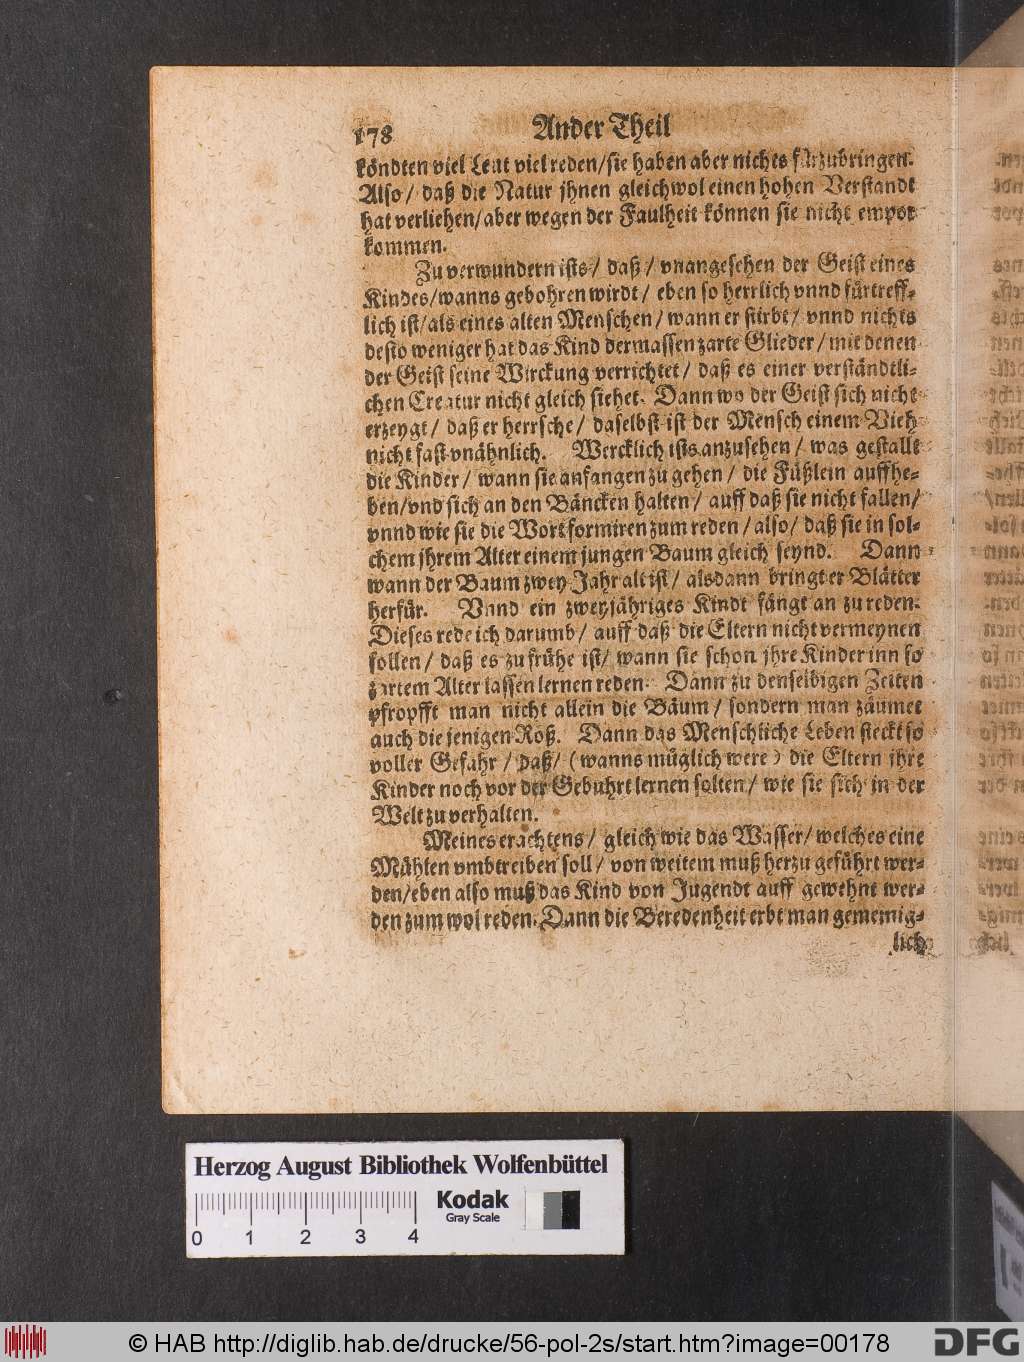 178 Ander Theil
köndten viel Leut viel reden/sie haben aber nichts fürzubringen.
Also/ daß die Natur jhnen gleichwol einen hohen Verstandt
hat verliehen/aber wegen der Faulheit können sie nicht empor
kommen.
Zu verwundern ists/ daß/ vnangesehen der Geist eines
Kindes/wanns gebohren wirdt/ eben so herrlich vnnd fürtreff-
lich ist/als eines alten Menschen/ wann er stirbt/ vnnd nichts
desto weniger hat das Kind dermassen zarte Glieder/ mit denen
der Geist seine Wirckung verrichtet/ daß es einer verständtli-
chen Creatur nicht gleich siehet. Dann wo der Geist sich nicht
erzeygt/ daß er herrsche/ daselbst ist der Mensch einem Vieh
nicht fast vnähnlich. Wercklich ists anzusehen/ was gestallt
die Kinder/ wann sie anfangen zu gehen/ die Füßlein auffhe-
ben/vnd sich an den Bäncken halten/ auff daß sie nicht fallen/
vnnd wie sie die Wort formiren zum reden/also/ daß sie in sol-
chem jhrem Alter einem jungen Baum gleich seynd. Dann
wann der Baum zwey Jahr alt ist/ alsdann bringt er Blätter
herfür. Vnnd ein zweyjähriges Kindt fängt an zu reden.
Dieses rede ich darumb/ auff daß die Eltern nicht vermeynen
sollen/ daß es zu frühe ist/ wann sie schon jhre Kinder inn so
zartem Alter lassen lernen reden. Dann zu denselbigen Zeiten
pfropfft man nicht allein die Bäum/ sondern man zäumet
auch die jenigen Roß. Dann das Menschliche Leben steckt so
voller Gefahr/ daß/ (wanns müglich were) die Eltern jhre
Kinder noch vor der Gebuhrt lernen solten/ wie sie sich in der
Welt zu verhalten.
Meines erachtens/ gleich wie das Wasser/ welches eine
Mühlen vmbtreiben soll/ von weitem muß herzu geführt wer-
den/eben also muß das Kind von Jugendt auff gewehnt wer-
den zum wol reden. Dann die Beredenheit erbt man gemeinig-
lich
Herzog August Bibliothek Wolfenbüttel
Kodak
Gray Scale
0 1 2 3 4
© HAB http://diglib.hab.de/drucke/56-pol-2s/start.htm?image=00178
DFG